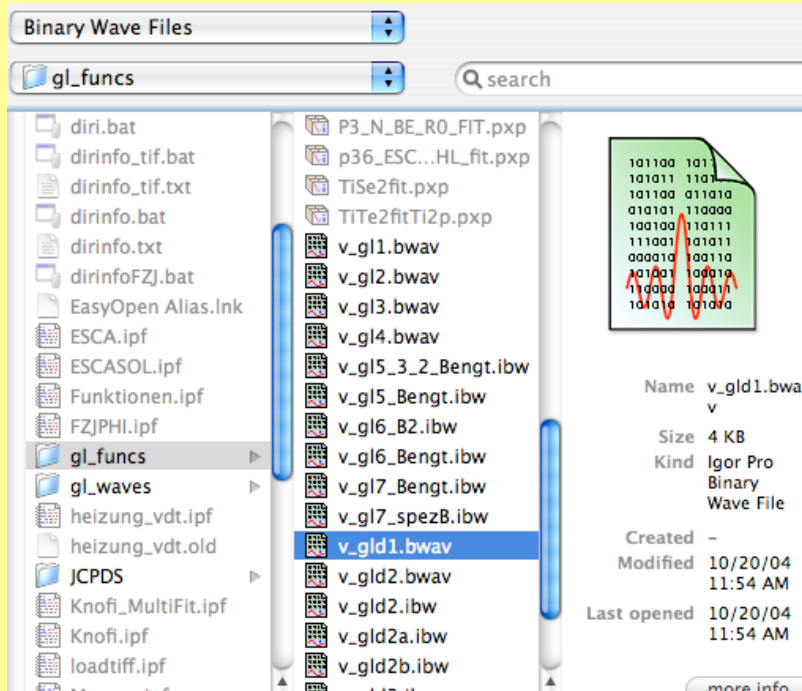 Binary Wave Files
gl_funcs
search
diri.bat
dirinfo_tif.bat
dirinfo_tif.txt
dirinfo.bat
dirinfo.txt
dirinfoFZJ.bat
EasyOpen Alias.lnk
ESCA.ipf
ESCASOL.ipf
Funktionen.ipf
FZJPHI.ipf
gl_funcs
gl_waves
heizung_vdt.ipf
heizung_vdt.old
JCPDS
Knofi_MultiFit.ipf
Knofi.ipf
loadtiff.ipf
P3_N_BE_R0_FIT.pxp
p36_ESC...HL_fit.pxp
TiSe2fit.pxp
TiTe2fitTi2p.pxp
v_gl1.bwav
v_gl2.bwav
v_gl3.bwav
v_gl4.bwav
v_gl5_3_2_Bengt.ibw
v_gl5_Bengt.ibw
v_gl6_B2.ibw
v_gl6_Bengt.ibw
v_gl7_Bengt.ibw
v_gl7_spezB.ibw
v_gld1.bwav
v_gld2.bwav
v_gld2.ibw
v_gld2a.ibw
v_gld2b.ibw
Name v_gld1.bwa
v
Size 4 KB
Kind Igor Pro
Binary
Wave File
Created –
Modified 10/20/04
11:54 AM
Last opened 10/20/04
11:54 AM
more info